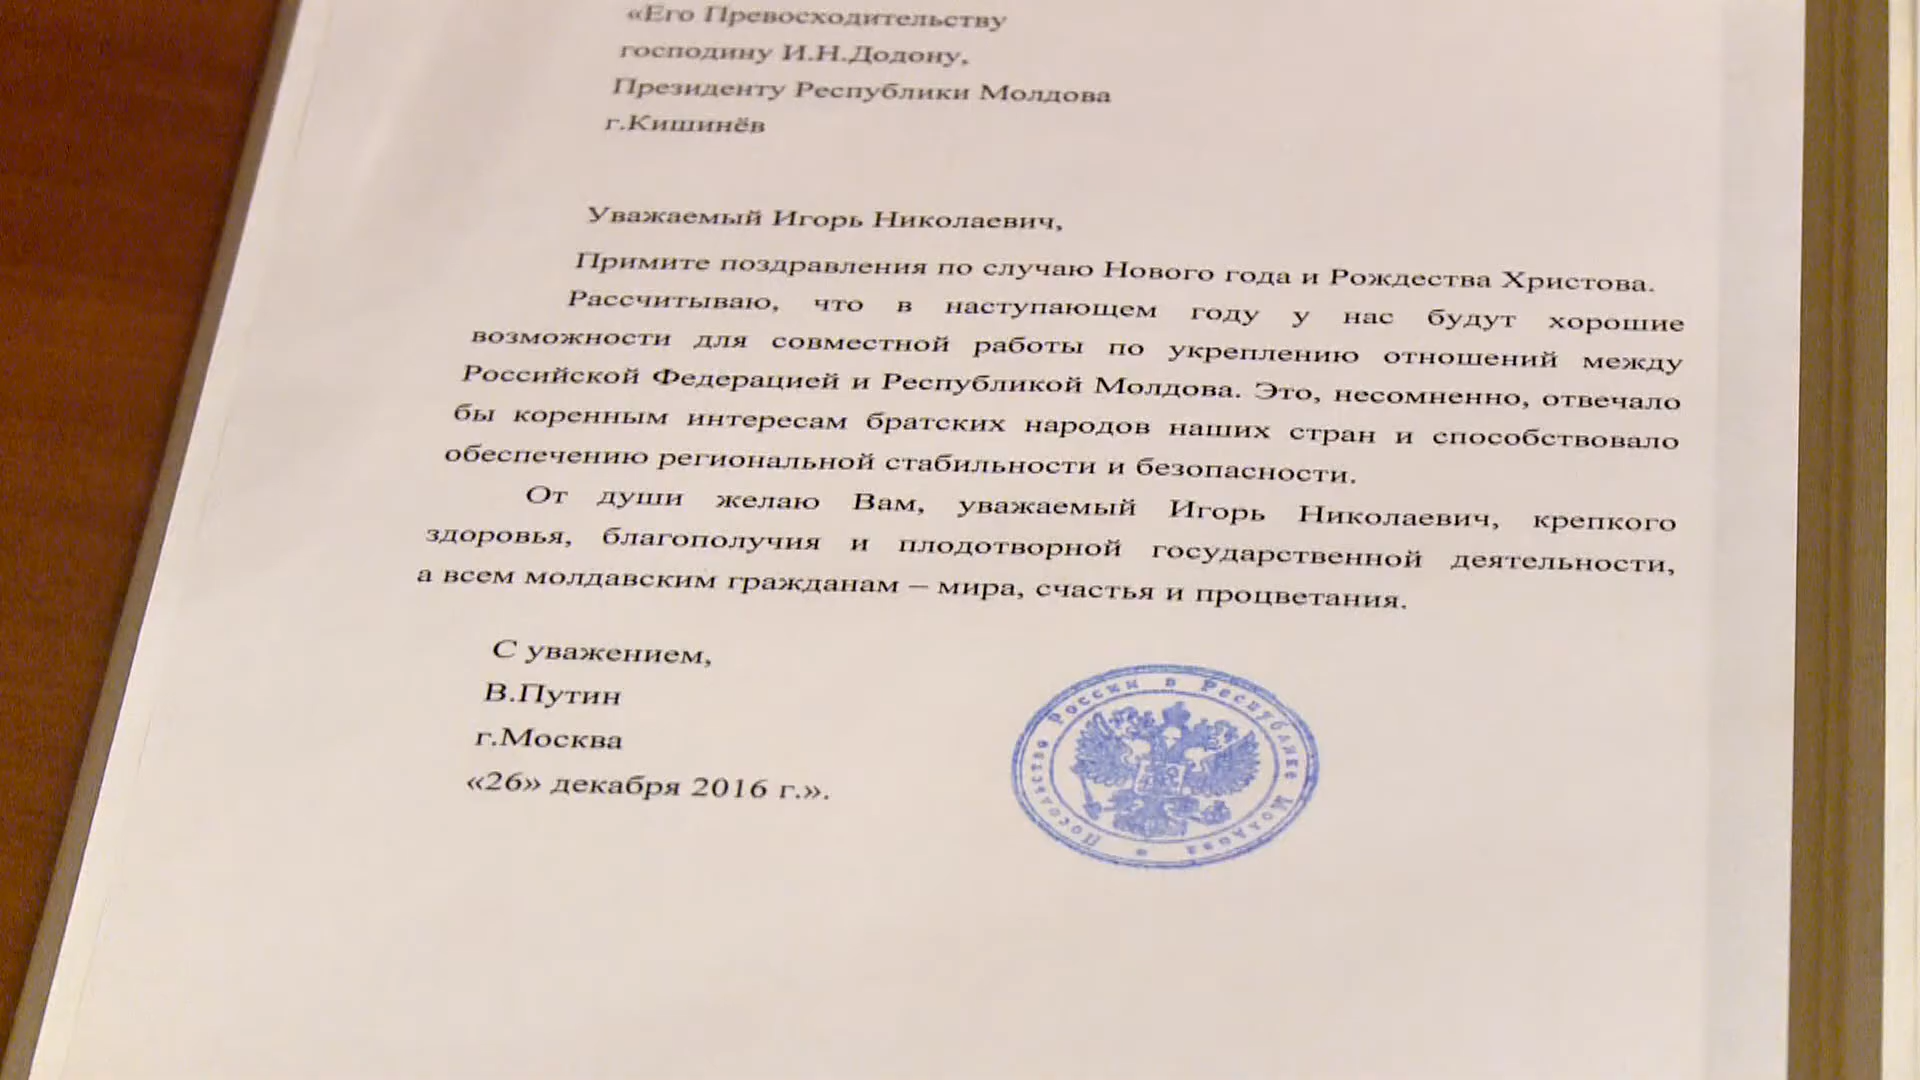 «Его Превосходительству
господину И.Н.Додону,
Президенту Республики Молдова
г.Кишинёв
Уважаемый Игорь Николаевич,
Примите поздравления по случаю Нового года и Рождества Христова.
Рассчитываю, что в наступающем году у нас будут хорошие
возможности для совместной работы по укреплению отношений между
Российской Федерацией и Республикой Молдова. Это, несомненно, отвечало
бы коренным интересам братских народов наших стран и способствовало
обеспечению региональной стабильности и безопасности.
От души желаю Вам, уважаемый Игорь Николаевич, крепкого
здоровья, благополучия и плодотворной государственной деятельности,
а всем молдавским гражданам – мира, счастья и процветания.
С уважением,
В.Путин
г.Москва
«26» декабря 2016 г.».
Посольство России в Республике Молдова